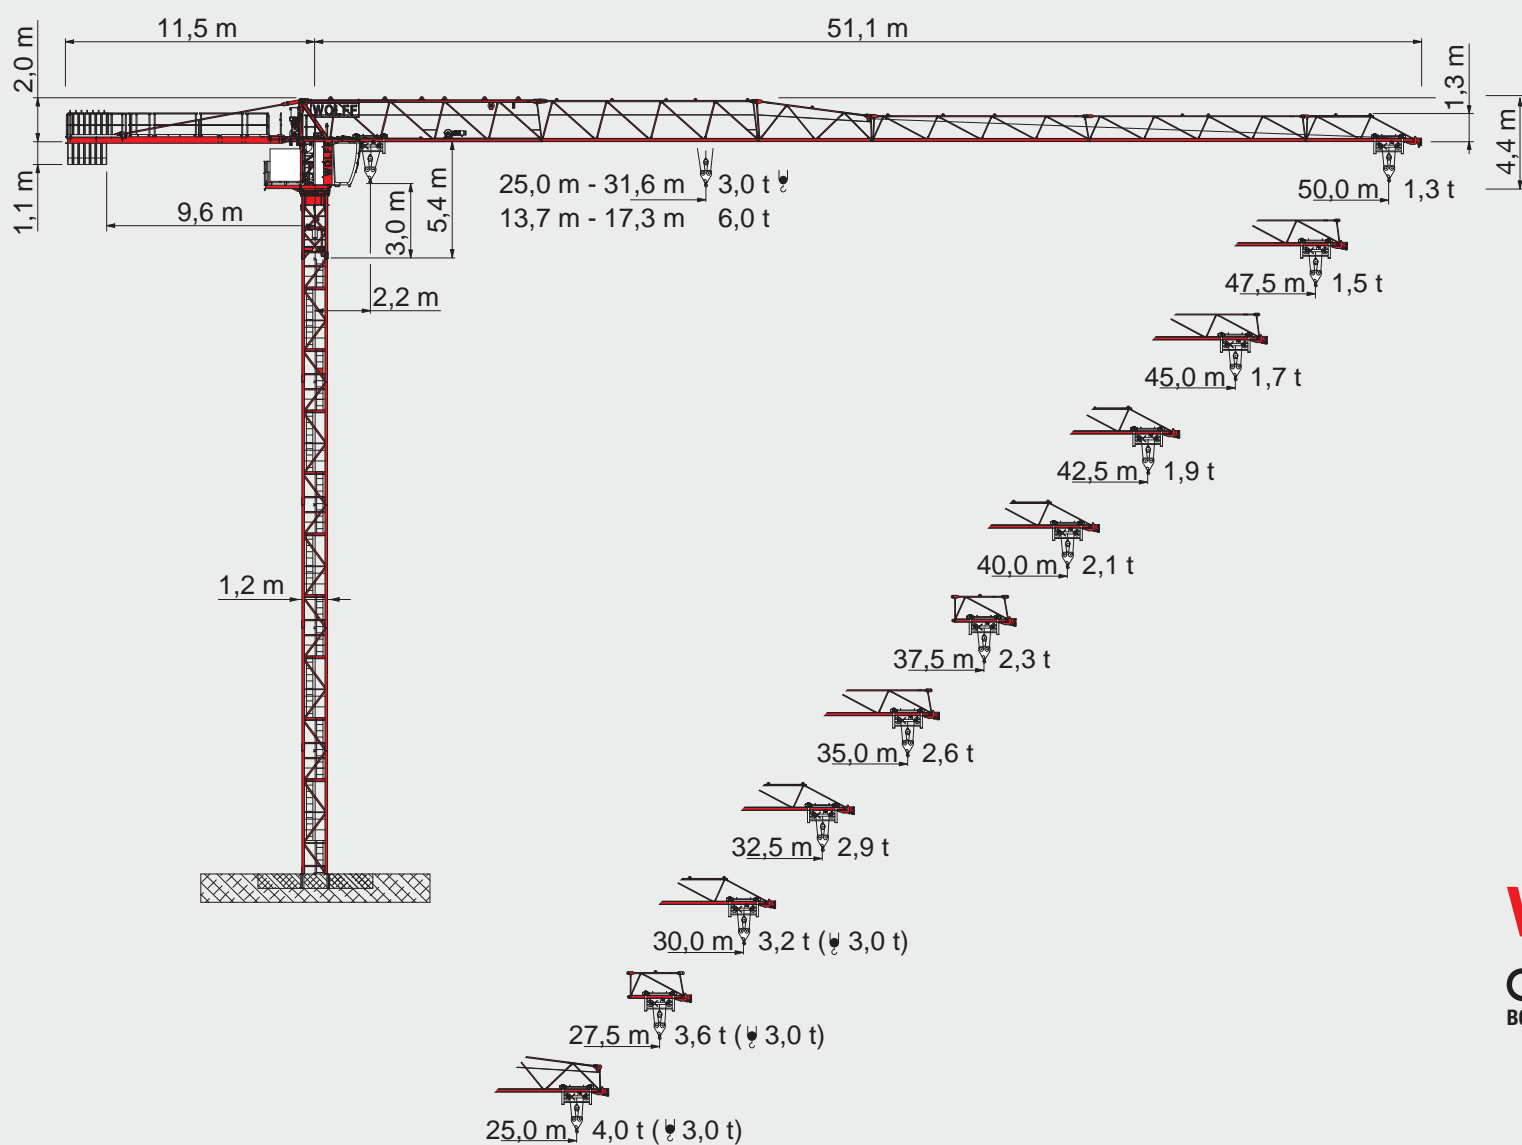 11,5 m
51,1 m
2,0 m
1,3 m
4,4 m
WOLFF
WOLFF
1,1 m
9,6 m
3,0 m
5,4 m
25,0 m - 31,6 m 3,0 t
13,7 m - 17,3 m 6,0 t
50,0 m 1,3 t
2,2 m
47,5 m 1,5 t
45,0 m 1,7 t
42,5 m 1,9 t
40,0 m 2,1 t
1,2 m
37,5 m 2,3 t
35,0 m 2,6 t
32,5 m 2,9 t
30,0 m 3,2 t ( 3,0 t)
27,5 m 3,6 t ( 3,0 t)
25,0 m 4,0 t ( 3,0 t)